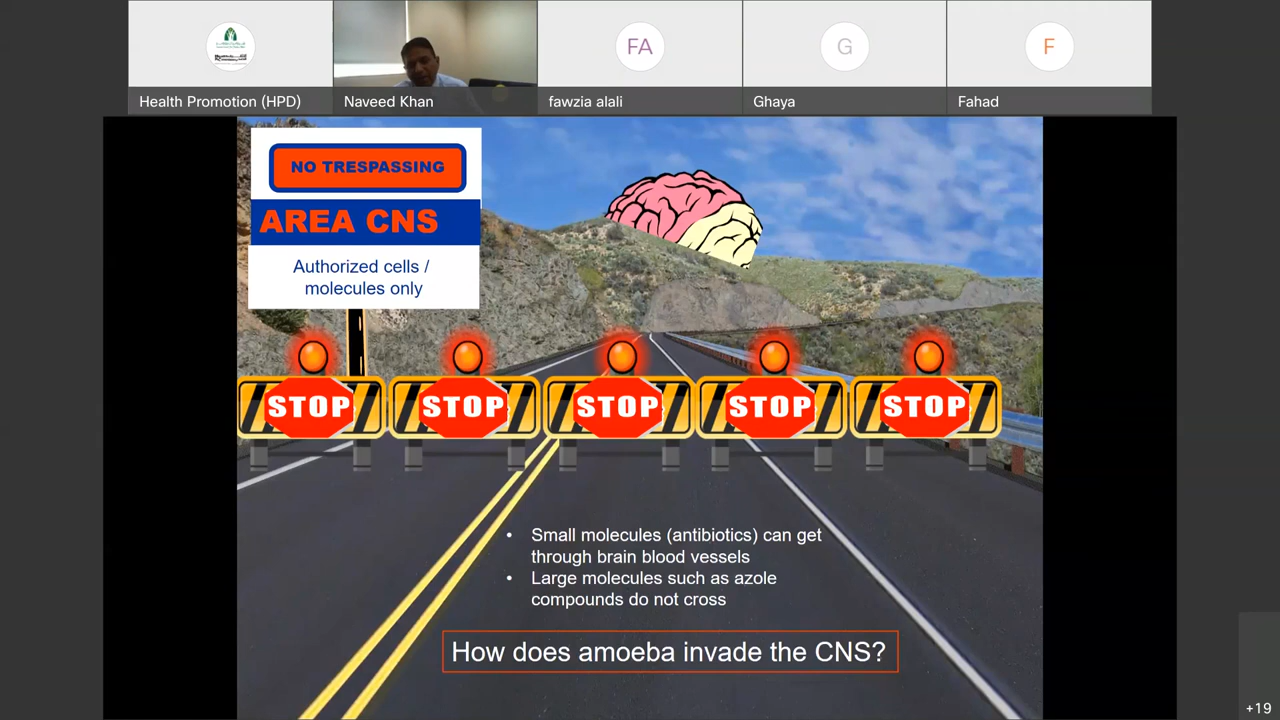 Health Promotion (HPD)
Naveed Khan
FA
fawzia alali
G
Ghaya
F
Fahad
NO TRESPASSING
AREA CNS
Authorized cells /
molecules only
STOP
STOP
STOP
STOP
STOP
• Small molecules (antibiotics) can get
through brain blood vessels
• Large molecules such as azole
compounds do not cross
How does amoeba invade the CNS?
+19